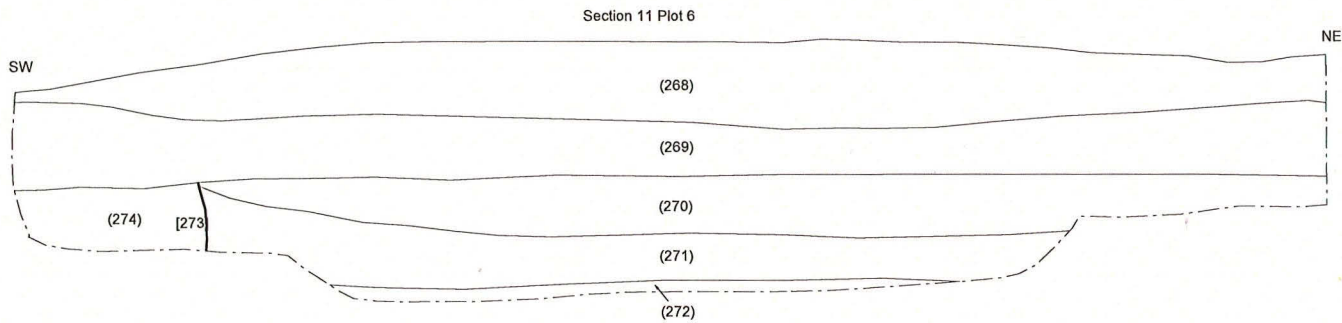 Section 11 Plot 6
SW
NE
(268)
(269)
(270)
(274)
[273
(271)
(272)